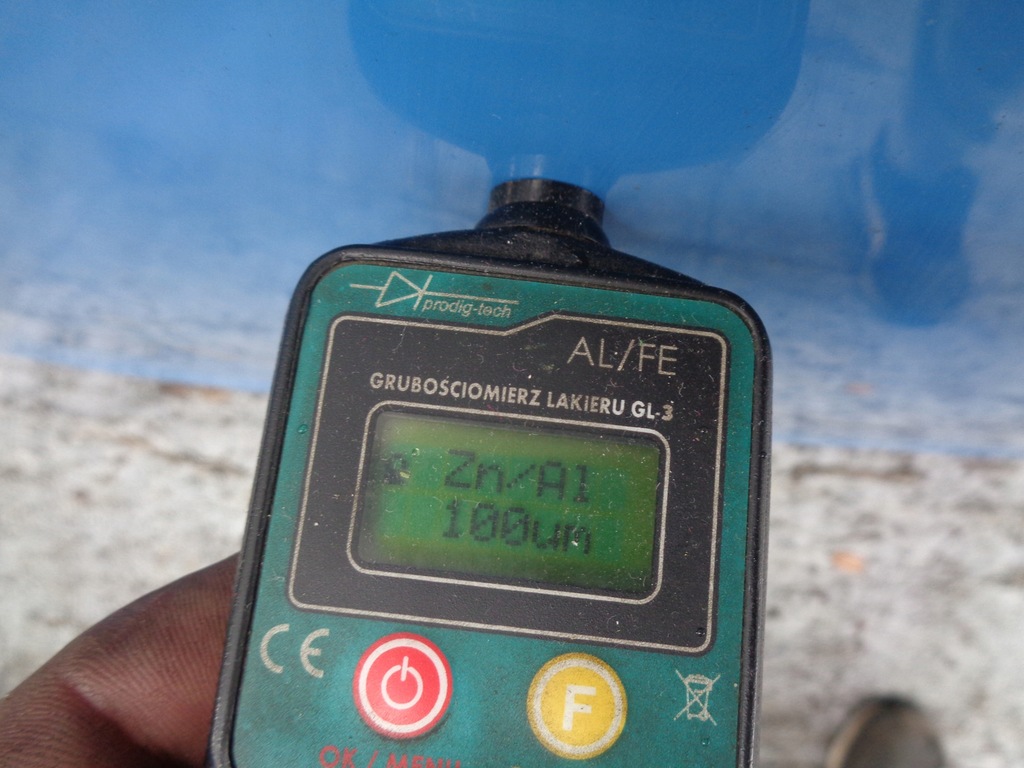 prodig-tech
AL/FE
GRUBOŚCIOMIERZ LAKIERU GL-3
Zn/Al
100um
CE
F
OK / MENU